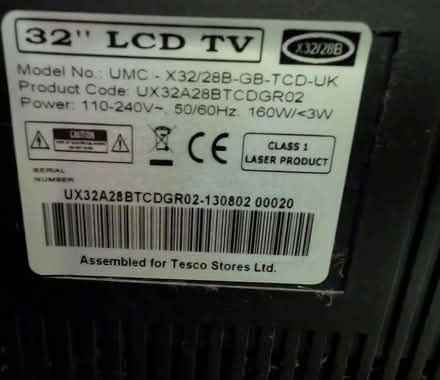 32" LCD TV
X32/28B
Model No.: UMC - X32/28B-GB-TCD-UK
Product Code: UX32A28BTCDGR02
Power: 110-240V~, 50/60Hz, 160W/<3W
CAUTION
CE
CLASS 1
LASER PRODUCT
SERIAL
NUMBER
UX32A28BTCDGR02-130802 00020
Assembled for Tesco Stores Ltd.